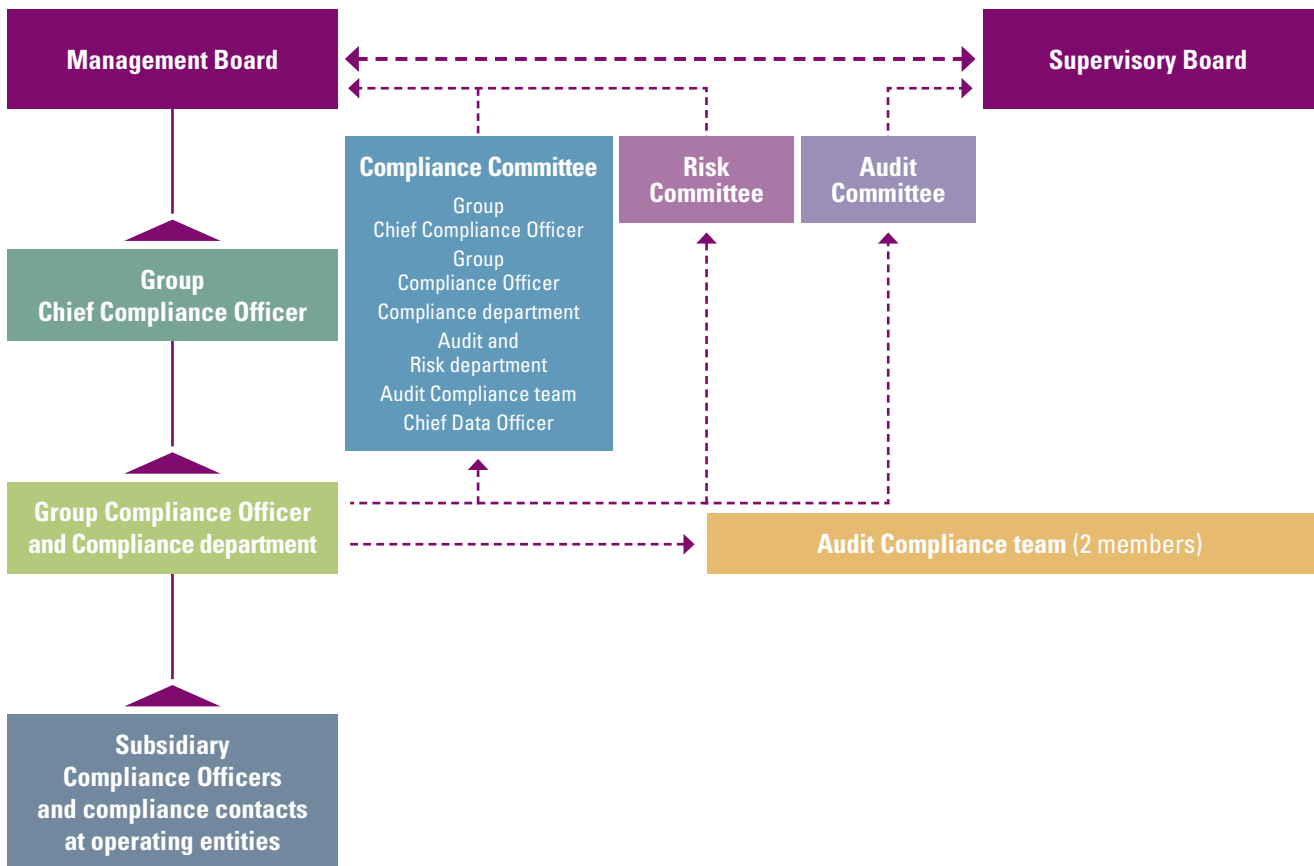 Management Board
Supervisory Board
Compliance Committee
Group
Chief Compliance Officer
Group
Compliance Officer
Compliance department
Audit and
Risk department
Audit Compliance team
Chief Data Officer
Risk
Committee
Audit
Committee
Group
Chief Compliance Officer
Group Compliance Officer
and Compliance department
Audit Compliance team (2 members)
Subsidiary
Compliance Officers
and compliance contacts
at operating entities